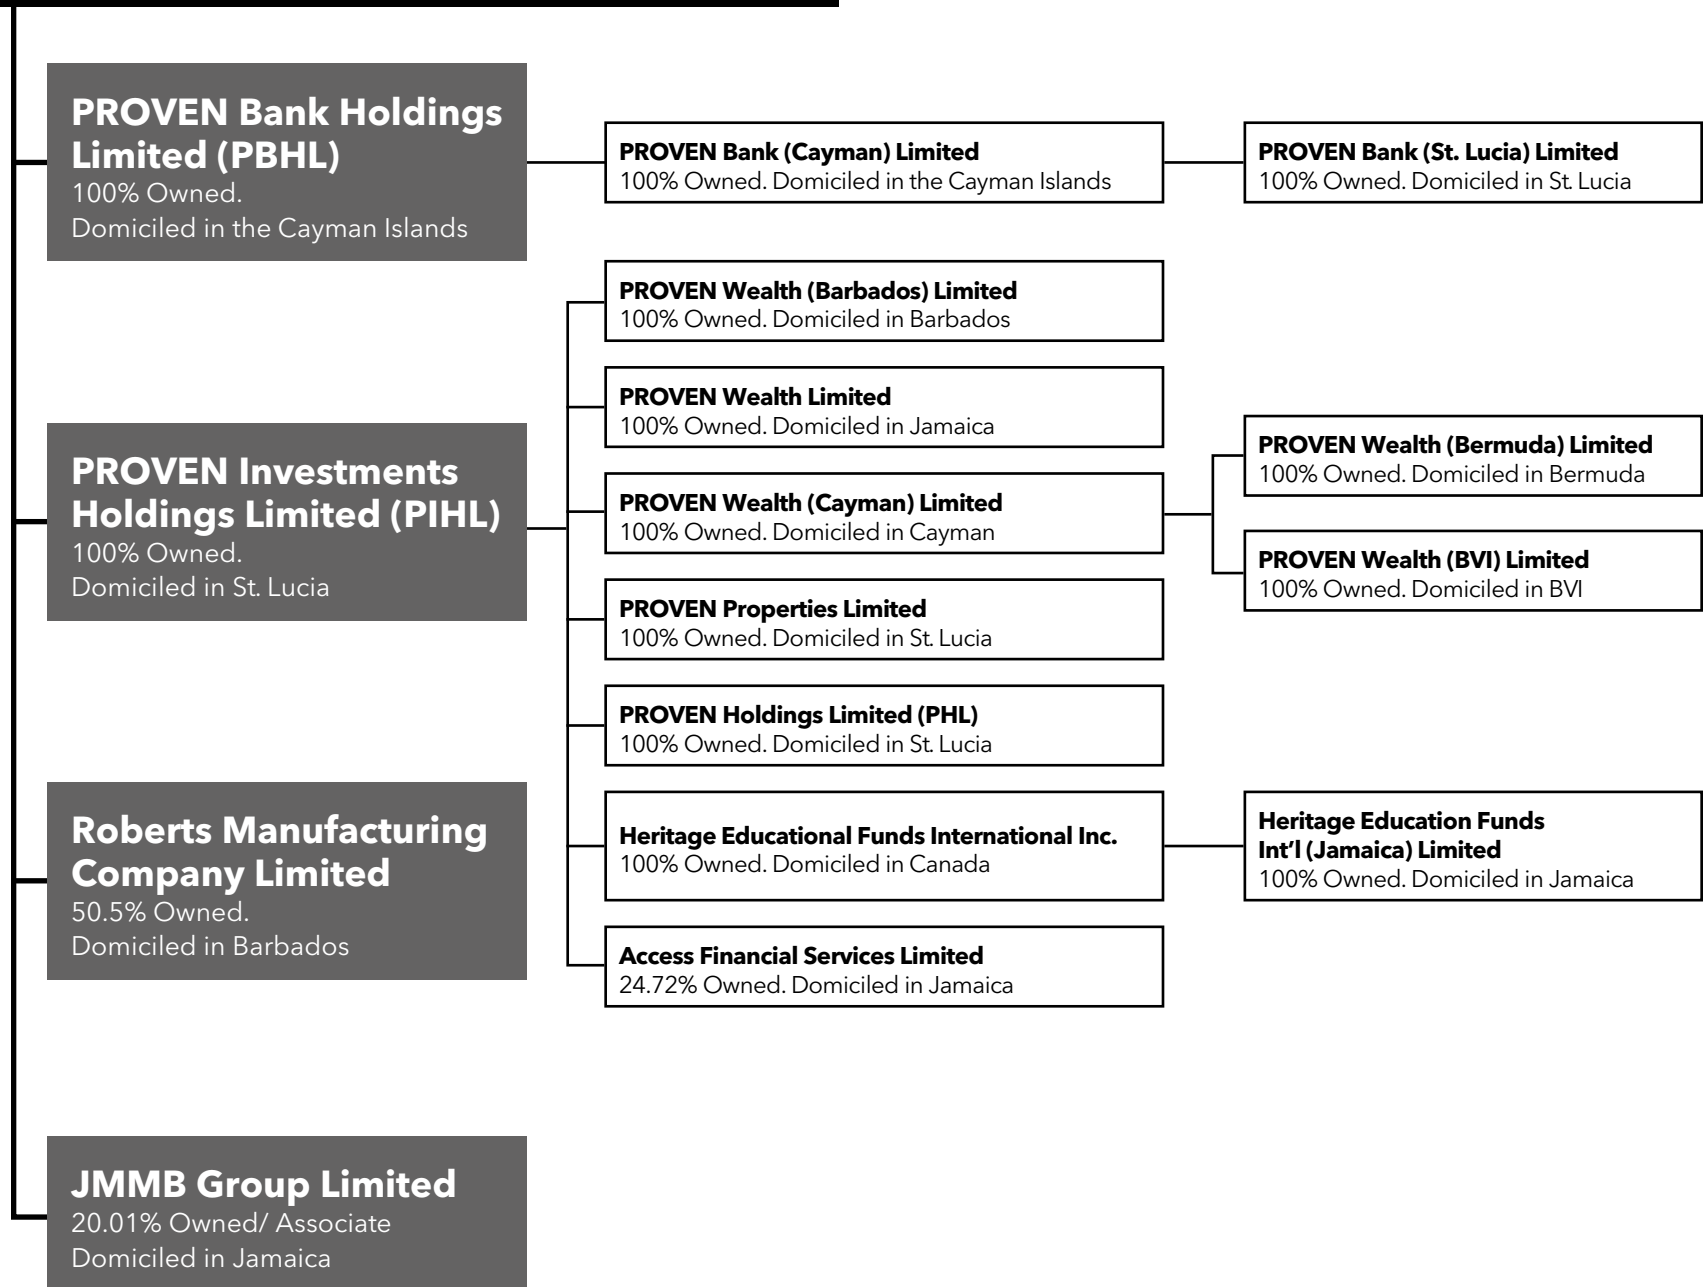 PROVEN Bank Holdings
Limited (PBHL)
100% Owned.
Domiciled in the Cayman Islands
PROVEN Bank (Cayman) Limited
100% Owned. Domiciled in the Cayman Islands
PROVEN Bank (St. Lucia) Limited
100% Owned. Domiciled in St. Lucia
PROVEN Investments
Holdings Limited (PIHL)
100% Owned.
Domiciled in St. Lucia
PROVEN Wealth (Barbados) Limited
100% Owned. Domiciled in Barbados
PROVEN Wealth Limited
100% Owned. Domiciled in Jamaica
PROVEN Wealth (Cayman) Limited
100% Owned. Domiciled in Cayman
PROVEN Wealth (Bermuda) Limited
100% Owned. Domiciled in Bermuda
PROVEN Wealth (BVI) Limited
100% Owned. Domiciled in BVI
PROVEN Properties Limited
100% Owned. Domiciled in St. Lucia
PROVEN Holdings Limited (PHL)
100% Owned. Domiciled in St. Lucia
Heritage Educational Funds International Inc.
100% Owned. Domiciled in Canada
Heritage Education Funds
Int’l (Jamaica) Limited
100% Owned. Domiciled in Jamaica
Access Financial Services Limited
24.72% Owned. Domiciled in Jamaica
Roberts Manufacturing
Company Limited
50.5% Owned.
Domiciled in Barbados
JMMB Group Limited
20.01% Owned/ Associate
Domiciled in Jamaica